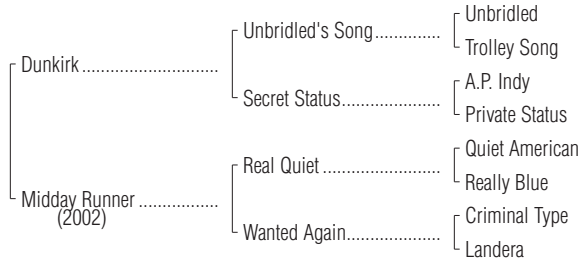 Unbridled
Unbridled's Song..............
Trolley Song
Dunkirk.............................
A.P. Indy
Secret Status.....................
Private Status
Quiet American
Real Quiet .........................
Really Blue
Midday Runner .................
(2002)
Criminal Type
Wanted Again....................
Landera